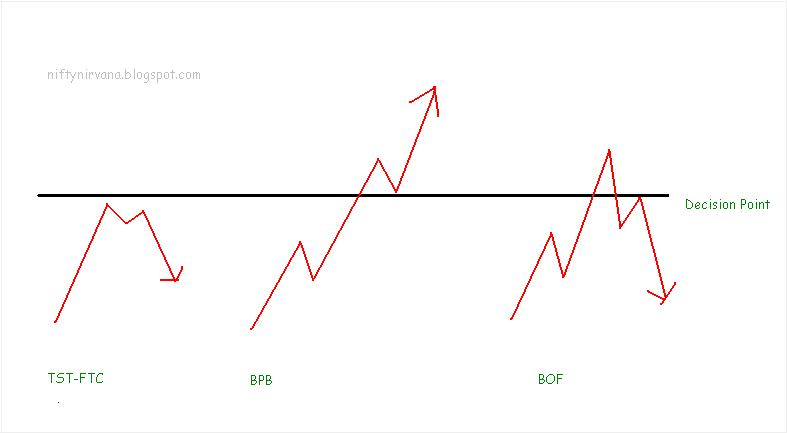 niftynirvana.blogspot.com
Decision Point
TST-FTC
BPB
BOF